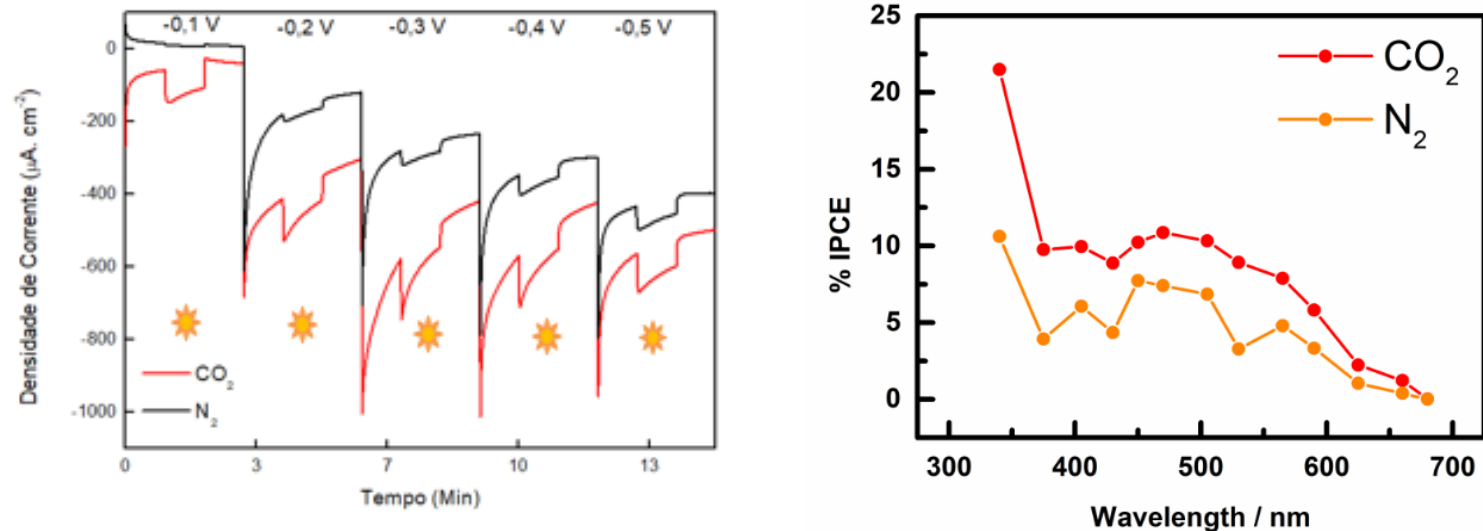 -0,1 V -0,2 V -0,3 V -0,4 V -0,5 V
0
-200
-400
-600
-800
-1000
Densidade de Corrente (µA. cm⁻²)
CO₂
N₂
0 3 7 10 13
Tempo (Min)
25
20
15
10
5
0
% IPCE
CO₂
N₂
300 400 500 600 700
Wavelength / nm